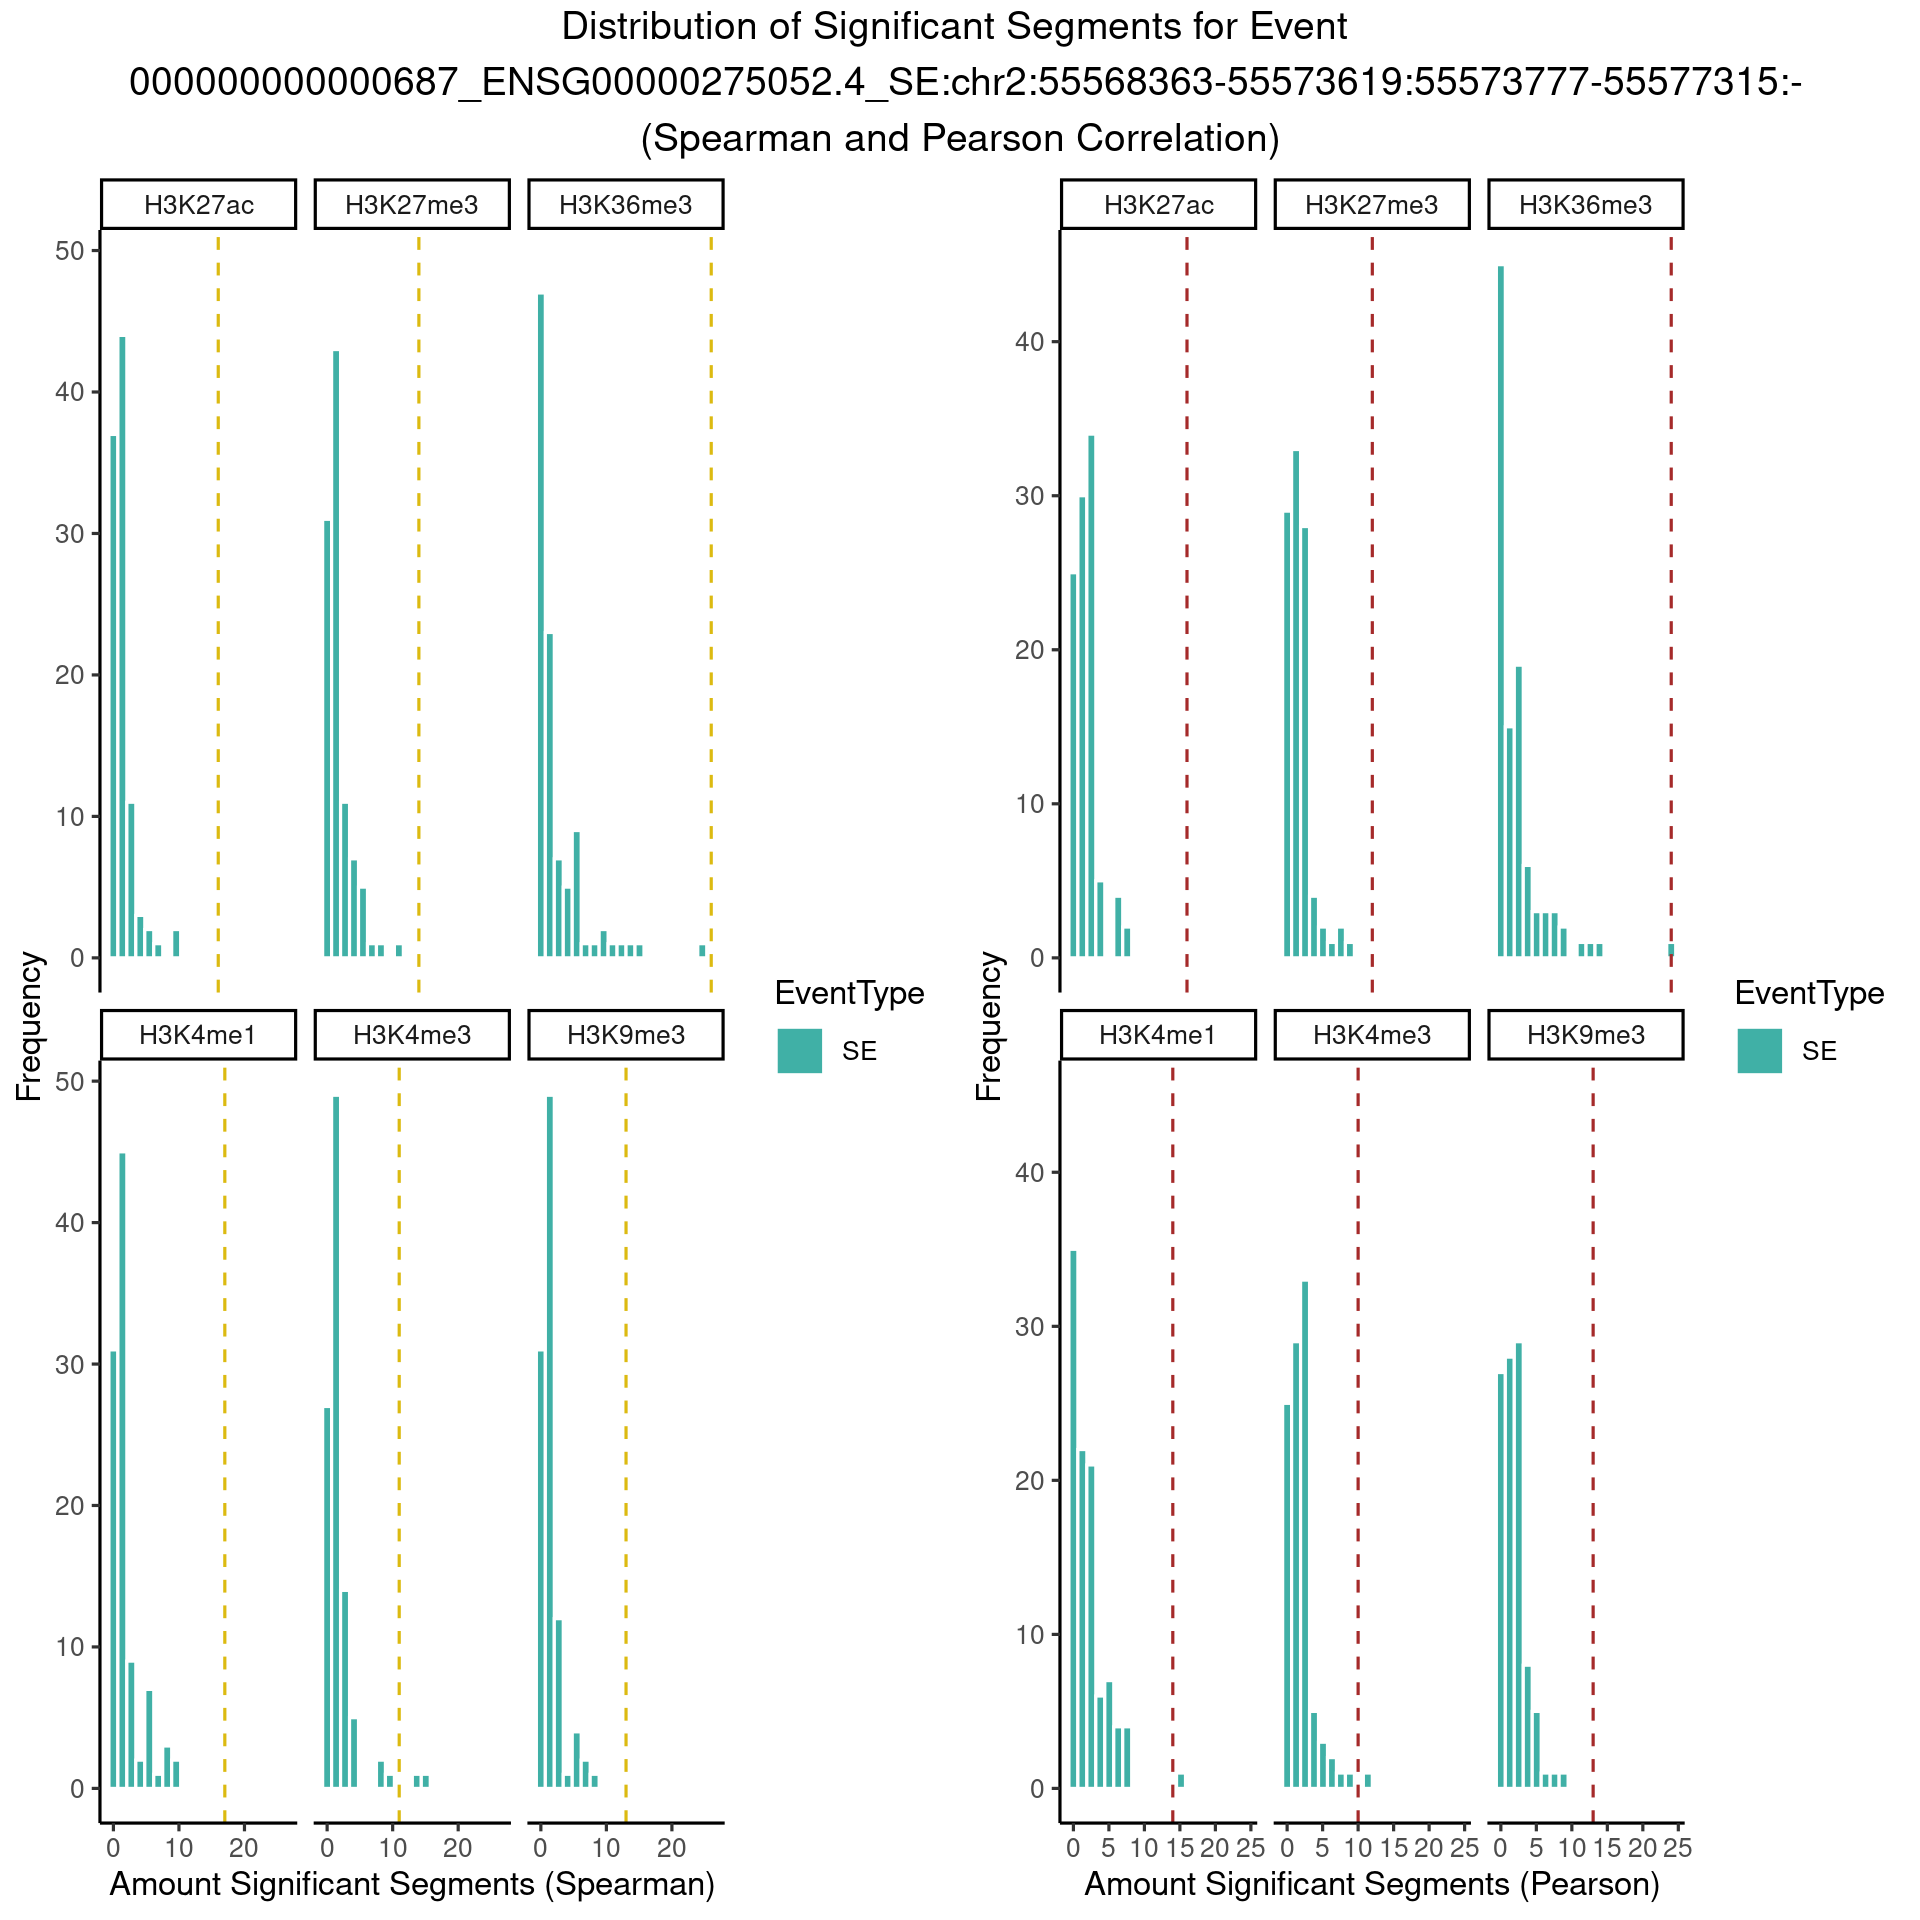 Distribution of Significant Segments for Event
000000000000687_ENSG00000275052.4_SE:chr2:55568363-55573619:55573777-55577315:-
(Spearman and Pearson Correlation)
H3K27ac
H3K27me3
H3K36me3
50
40
30
20
10
0
H3K4me1
H3K4me3
H3K9me3
50
40
30
20
10
0
Frequency
0 10 20
0 10 20
0 10 20
Amount Significant Segments (Spearman)
EventType
SE
H3K27ac
H3K27me3
H3K36me3
40
30
20
10
0
H3K4me1
H3K4me3
H3K9me3
40
30
20
10
0
Frequency
0 5 10 15 20 25
0 5 10 15 20 25
0 5 10 15 20 25
Amount Significant Segments (Pearson)
EventType
SE